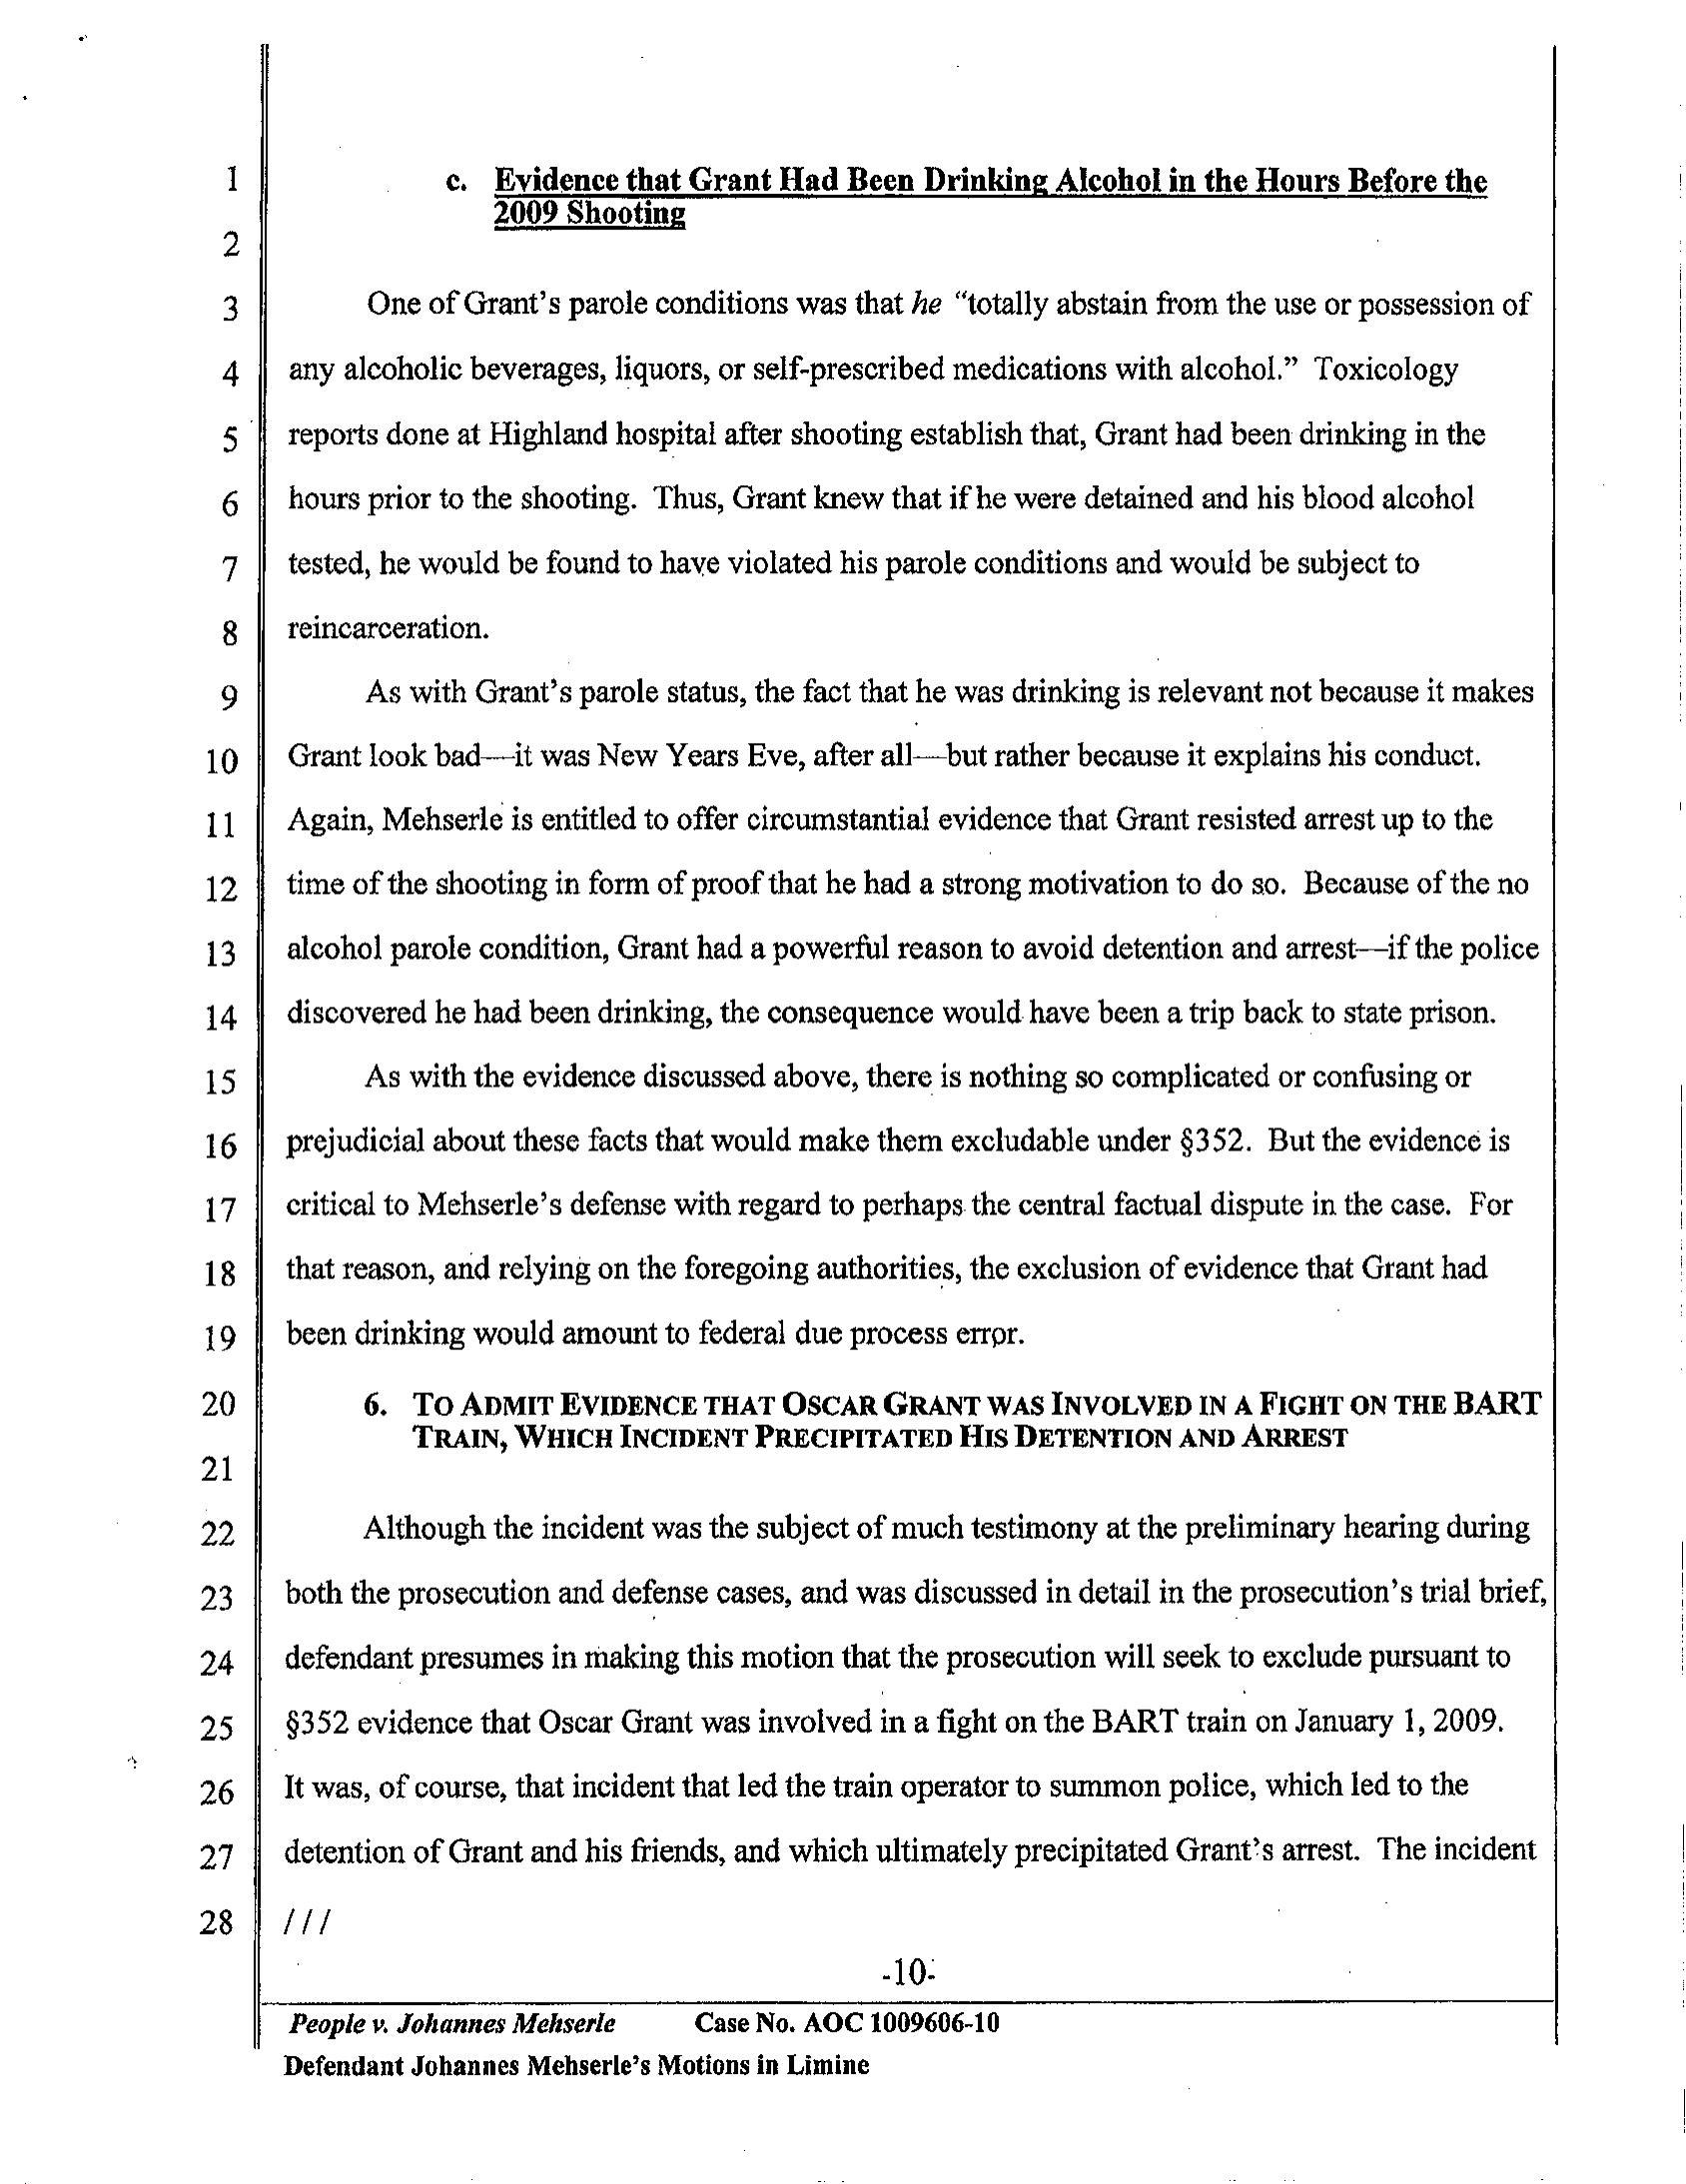 1 c. Evidence that Grant Had Been Drinking Alcohol in the Hours Before the
2009 Shooting
2
3 One of Grant’s parole conditions was that he “totally abstain from the use or possession of
4 any alcoholic beverages, liquors, or self-prescribed medications with alcohol.” Toxicology
5 reports done at Highland hospital after shooting establish that, Grant had been drinking in the
6 hours prior to the shooting. Thus, Grant knew that if he were detained and his blood alcohol
7 tested, he would be found to have violated his parole conditions and would be subject to
8 reincarceration.
9 As with Grant’s parole status, the fact that he was drinking is relevant not because it makes
10 Grant look bad—it was New Years Eve, after all—but rather because it explains his conduct.
11 Again, Mehserle is entitled to offer circumstantial evidence that Grant resisted arrest up to the
12 time of the shooting in form of proof that he had a strong motivation to do so. Because of the no
13 alcohol parole condition, Grant had a powerful reason to avoid detention and arrest—if the police
14 discovered he had been drinking, the consequence would have been a trip back to state prison.
15 As with the evidence discussed above, there is nothing so complicated or confusing or
16 prejudicial about these facts that would make them excludable under §352. But the evidence is
17 critical to Mehserle’s defense with regard to perhaps the central factual dispute in the case. For
18 that reason, and relying on the foregoing authorities, the exclusion of evidence that Grant had
19 been drinking would amount to federal due process error.
20 6. TO ADMIT EVIDENCE THAT OSCAR GRANT WAS INVOLVED IN A FIGHT ON THE BART
TRAIN, WHICH INCIDENT PRECIPITATED HIS DETENTION AND ARREST
21
22 Although the incident was the subject of much testimony at the preliminary hearing during
23 both the prosecution and defense cases, and was discussed in detail in the prosecution’s trial brief,
24 defendant presumes in making this motion that the prosecution will seek to exclude pursuant to
25 §352 evidence that Oscar Grant was involved in a fight on the BART train on January 1, 2009.
26 It was, of course, that incident that led the train operator to summon police, which led to the
27 detention of Grant and his friends, and which ultimately precipitated Grant’s arrest. The incident
28 ///
-10-
People v. Johannes Mehserle Case No. AOC 1009606-10
Defendant Johannes Mehserle’s Motions in Limine